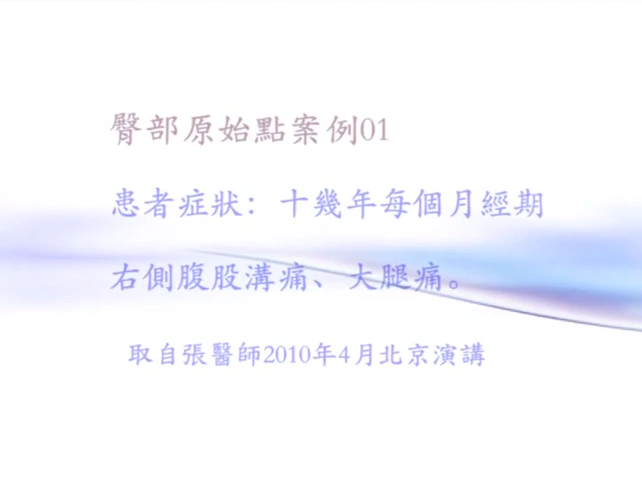 臀部原始點案例01
患者症狀：十幾年每個月經期
右側腹股溝痛、大腿痛。
取自張醫師2010年4月北京演講